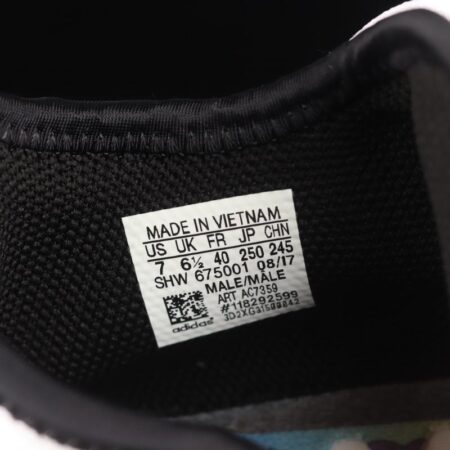 MADE IN VIETNAM
US UK FR JP CHN
7 6½ 40 250 245
SHW 675001 08/17
MALE/MÂLE
ART AC7359
#118292599
adidas